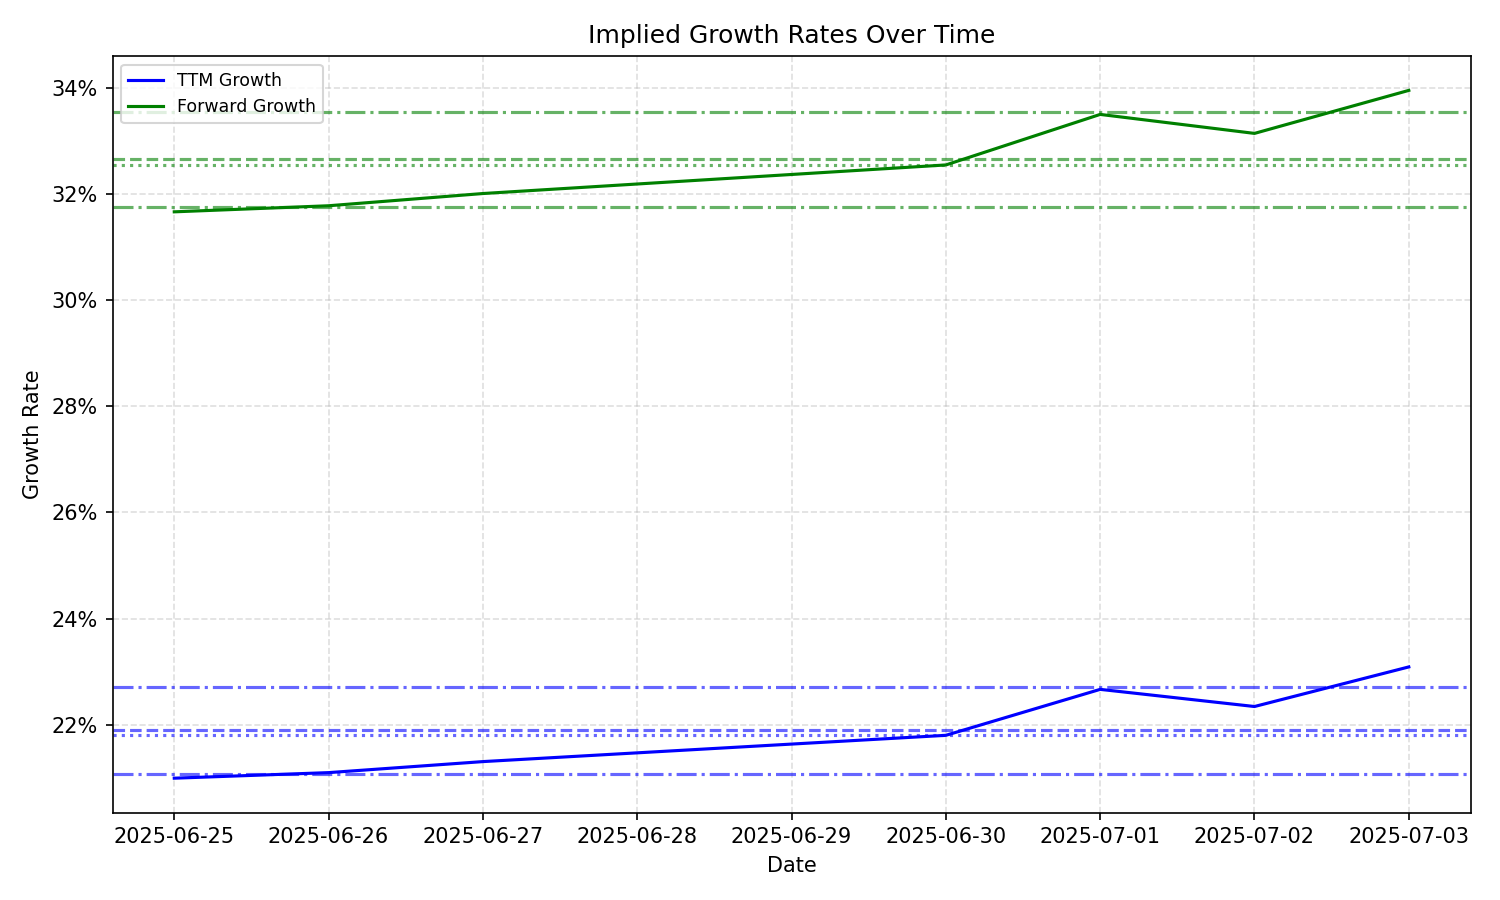 Implied Growth Rates Over Time
TTM Growth
Forward Growth
34%
32%
30%
28%
26%
24%
22%
Growth Rate
2025-06-25 2025-06-26 2025-06-27 2025-06-28 2025-06-29 2025-06-30 2025-07-01 2025-07-02 2025-07-03
Date